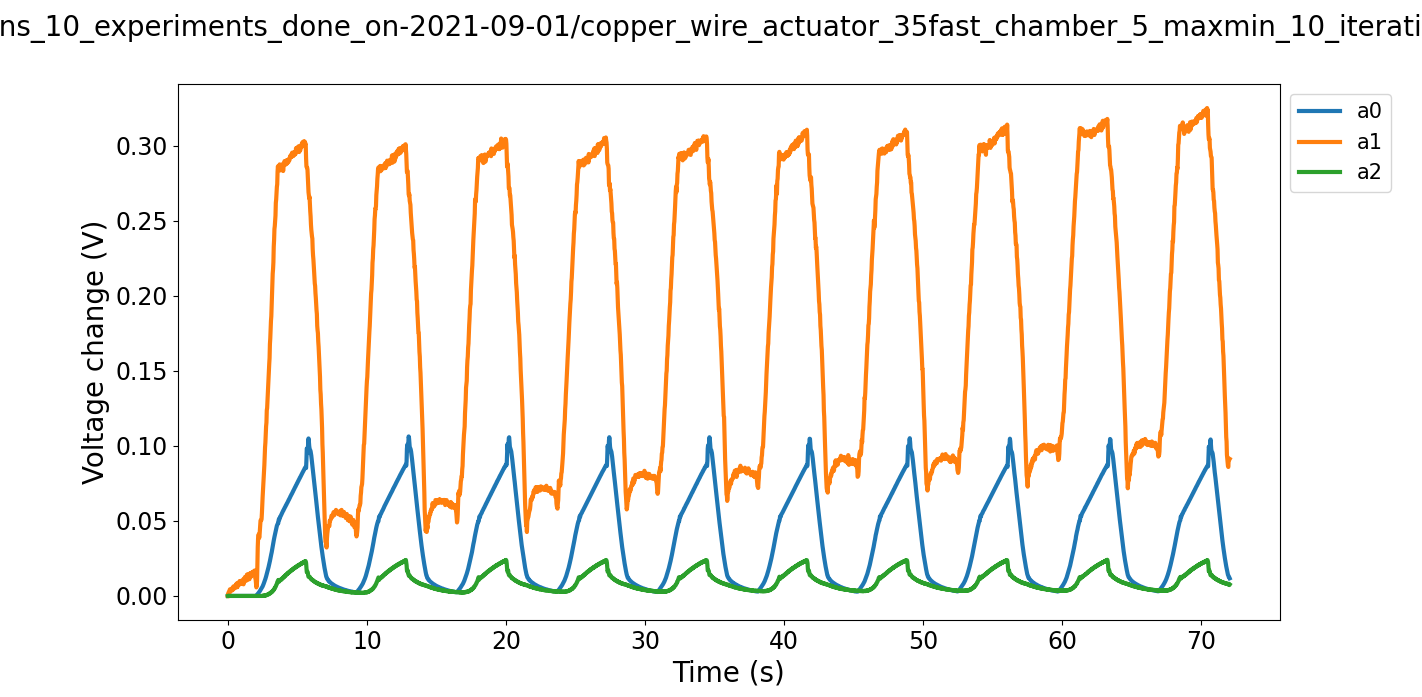 ns_10_experiments_done_on-2021-09-01/copper_wire_actuator_35fast_chamber_5_maxmin_10_iterati
a0
a1
a2
Voltage change (V)
0.30
0.25
0.20
0.15
0.10
0.05
0.00
0 10 20 30 40 50 60 70
Time (s)